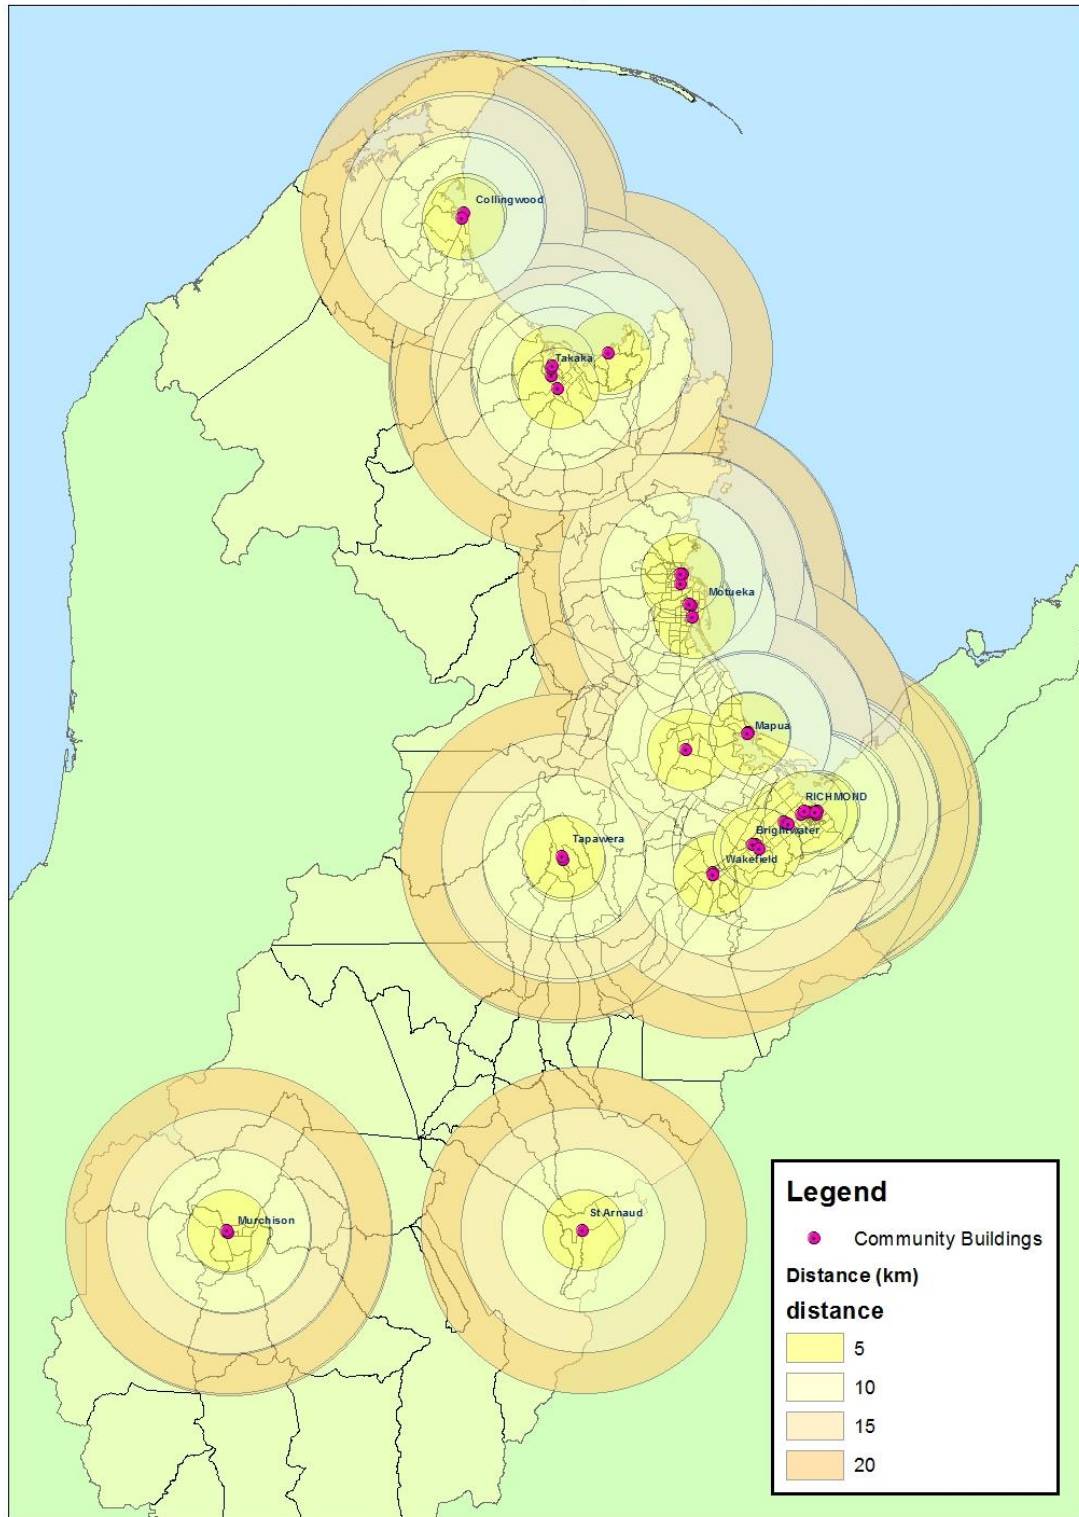 Collingwood
Takaka
Motueka
Mapua
RICHMOND
Brightwater
Tapawera
Wakefield
Murchison
St Arnaud
Legend
Community Buildings
Distance (km)
distance
5
10
15
20